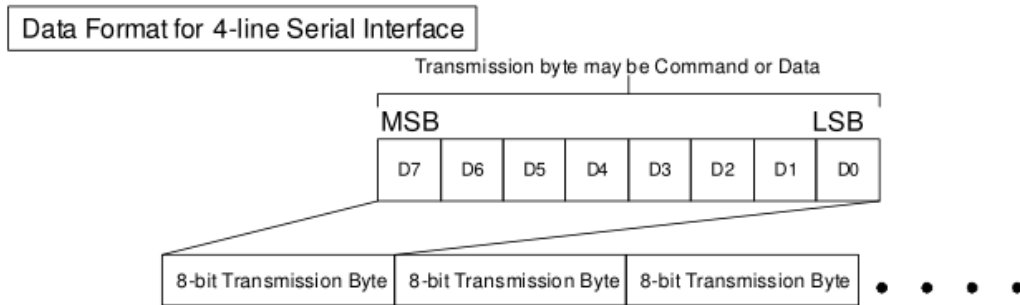 Data Format for 4-line Serial Interface
Transmission byte may be Command or Data
MSB LSB
D7 D6 D5 D4 D3 D2 D1 D0
8-bit Transmission Byte 8-bit Transmission Byte 8-bit Transmission Byte